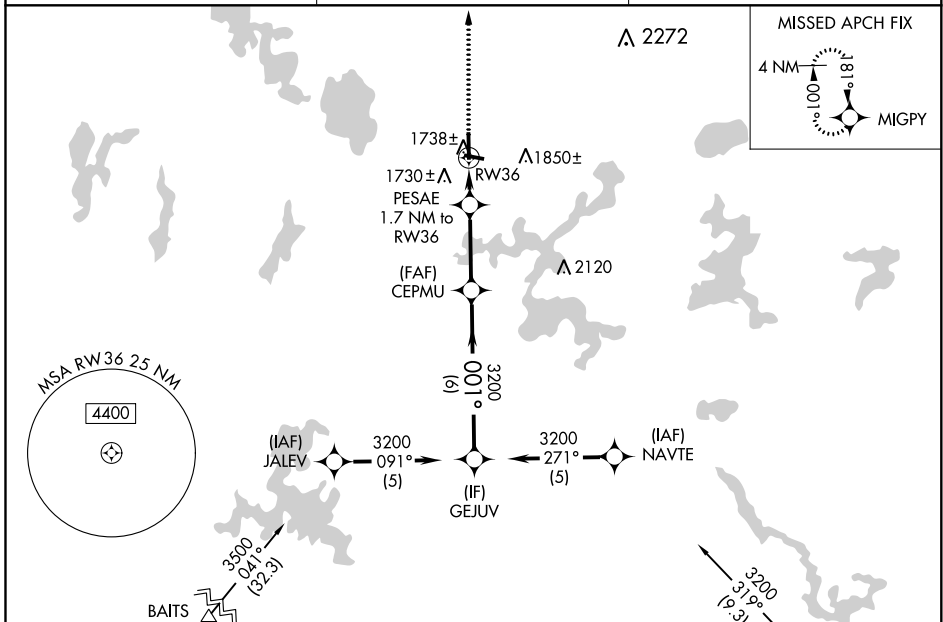 MISSED APCH FIX
4 NM
181°
001°
MIGPY
2272
1738±
1850±
1730±
RW36
PESAE
1.7 NM to
RW36
2120
(FAF)
CEPMU
3200
001°
(6)
MSA RW36 25 NM
4400
(IAF)
JALEV
3200
091°
(5)
(IF)
GEJUV
3200
271°
(5)
(IAF)
NAVTE
3500
041°
(32.3)
BAITS
3200
319°
(9.3)